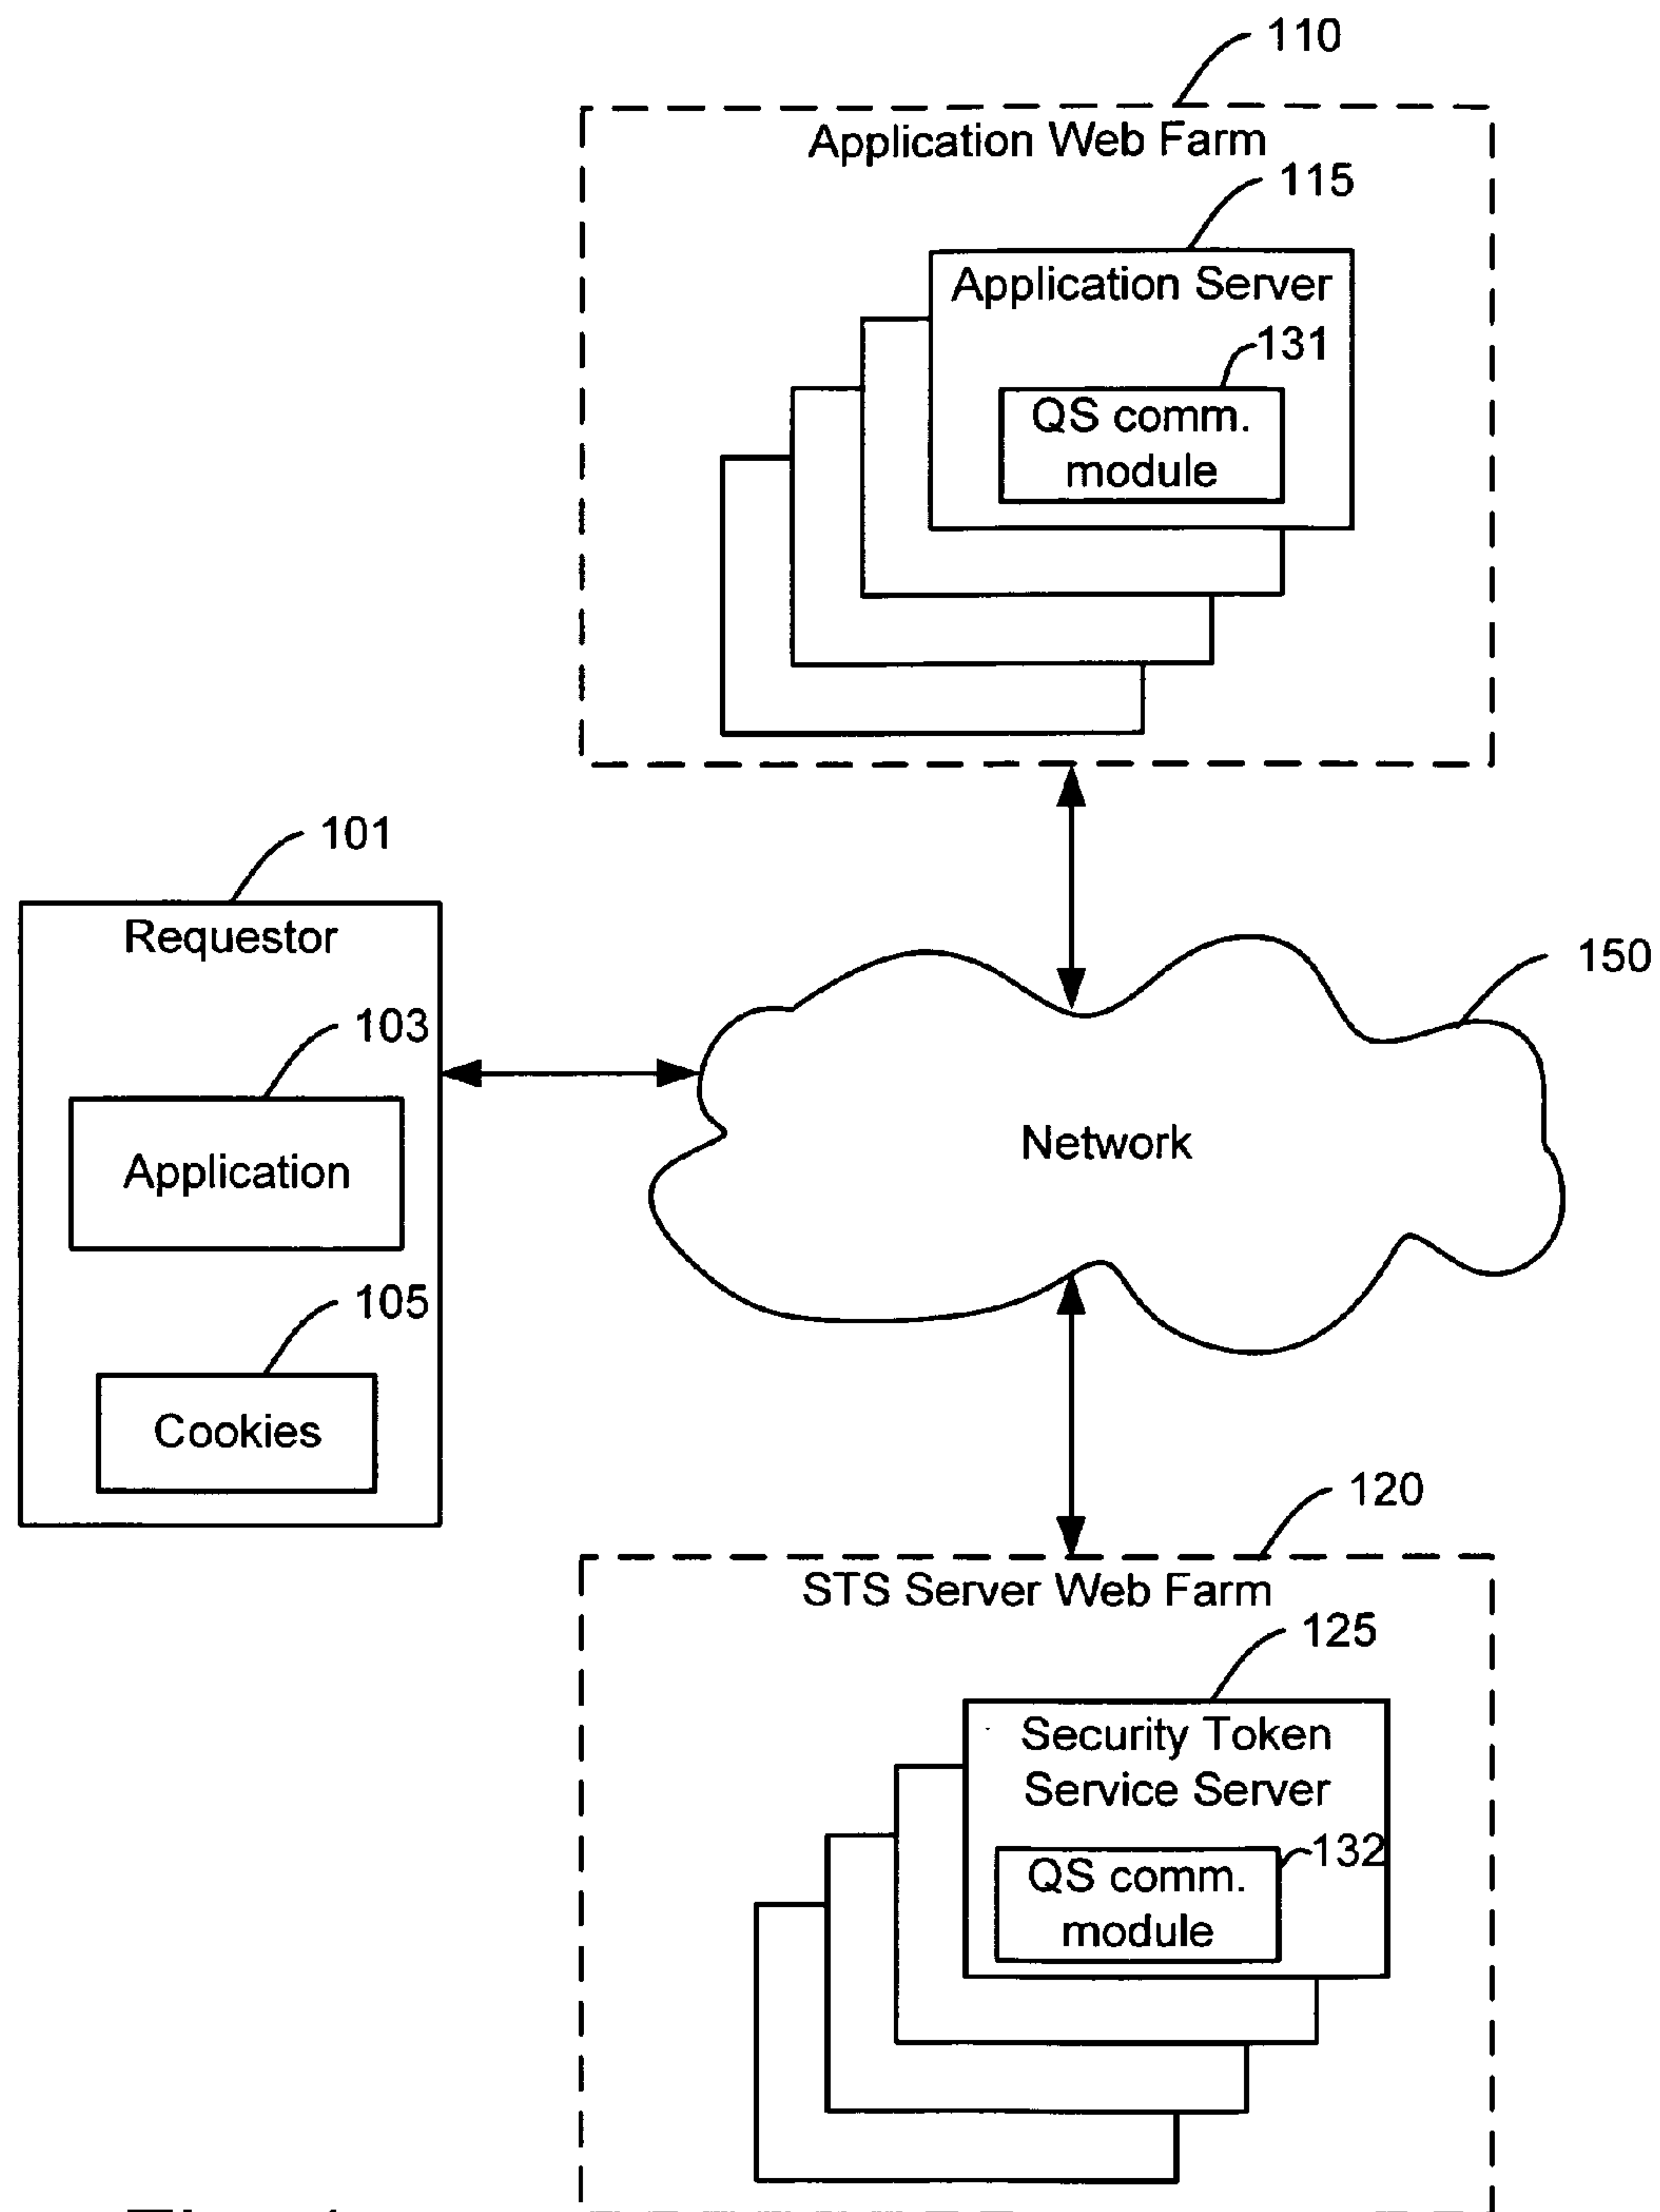 110
Application Web Farm
115
Application Server
131
QS comm.
module
101
Requestor
150
103
Network
Application
105
Cookies
120
STS Server Web Farm
125
Security Token
Service Server
132
QS comm.
module